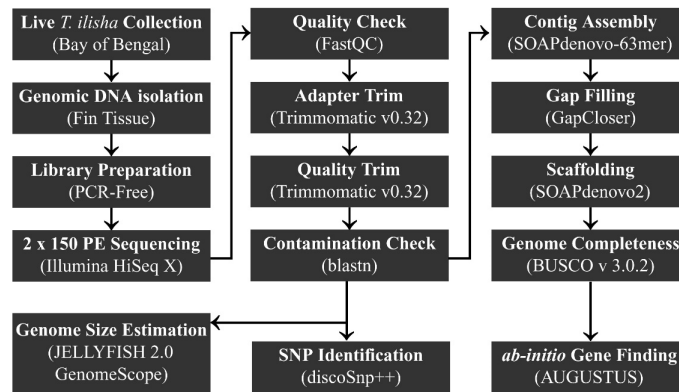 Live T. ilisha Collection
(Bay of Bengal)
Genomic DNA isolation
(Fin Tissue)
Library Preparation
(PCR-Free)
2 x 150 PE Sequencing
(Illumina HiSeq X)
Quality Check
(FastQC)
Adapter Trim
(Trimmomatic v0.32)
Quality Trim
(Trimmomatic v0.32)
Contamination Check
(blastn)
Genome Size Estimation
(JELLYFISH 2.0
GenomeScope)
SNP Identification
(discoSnp++)
Contig Assembly
(SOAPdenovo-63mer)
Gap Filling
(GapCloser)
Scaffolding
(SOAPdenovo2)
Genome Completeness
(BUSCO v 3.0.2)
ab-initio Gene Finding
(AUGUSTUS)